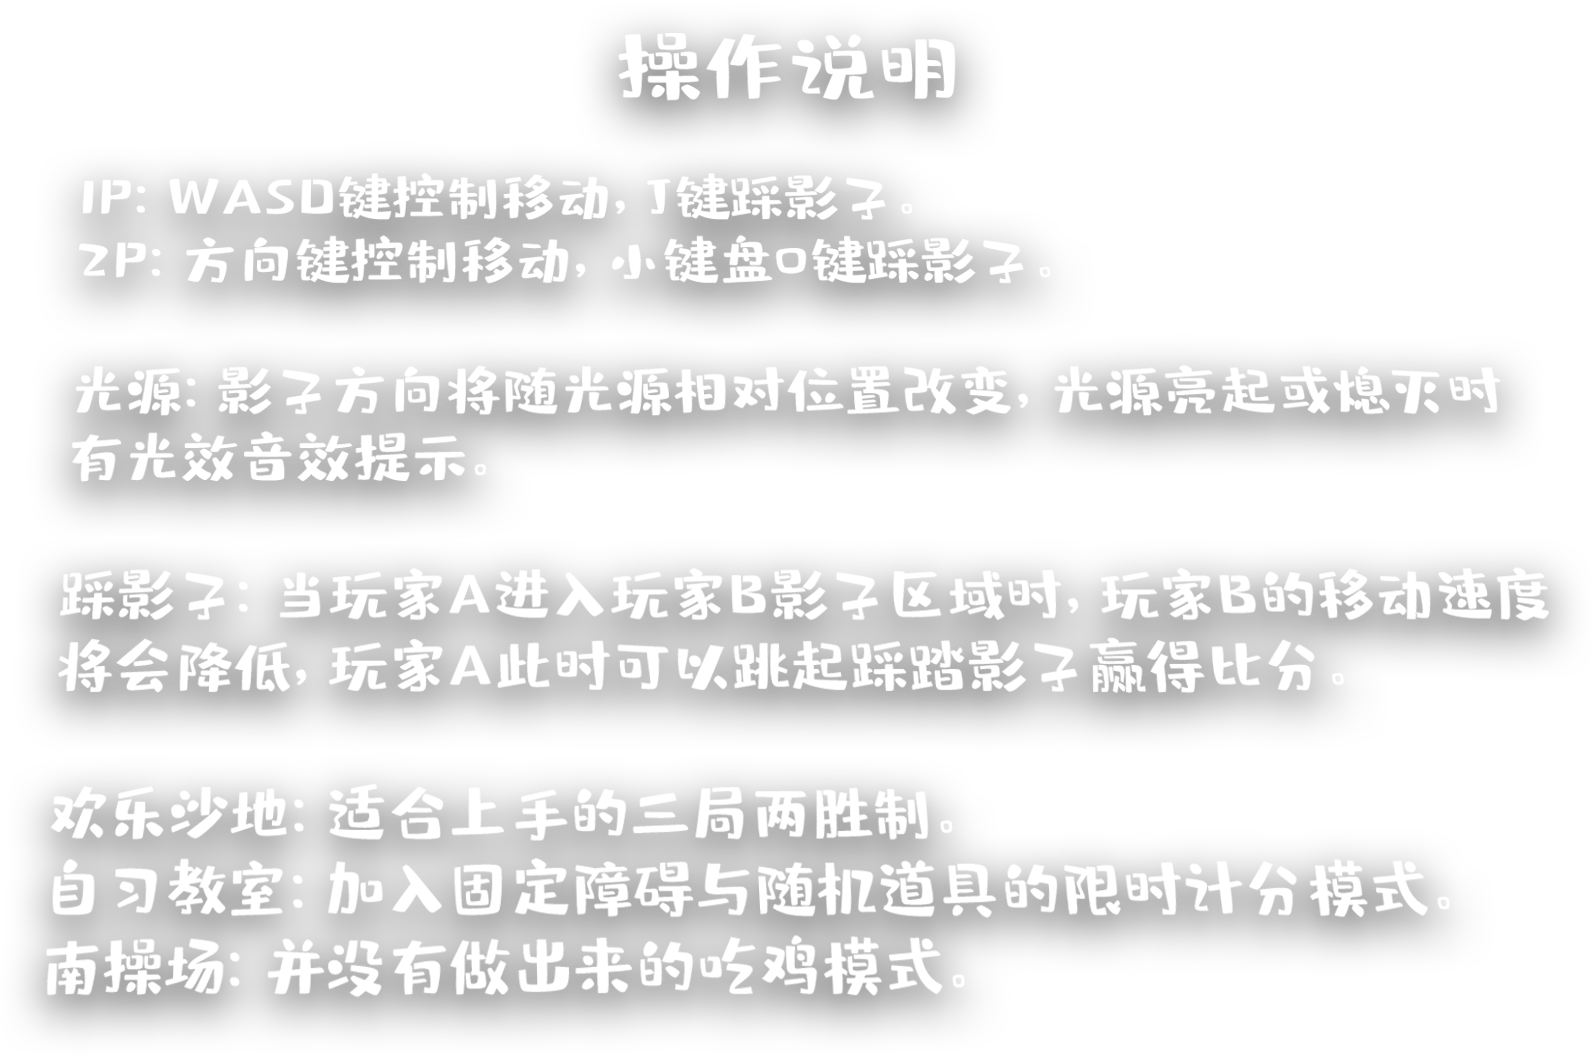 操作说明
1P: WASD键控制移动, J键踩影子。
2P: 方向键控制移动, 小键盘0键踩影子。
光源: 影子方向将随光源相对位置改变, 光源亮起或熄灭时
有光效音效提示。
踩影子: 当玩家A进入玩家B影子区域时, 玩家B的移动速度
将会降低, 玩家A此时可以跳起踩踏影子赢得比分。
欢乐沙地: 适合上手的三局两胜制。
自习教室: 加入固定障碍与随机道具的限时计分模式。
南操场: 并没有做出来的吃鸡模式。